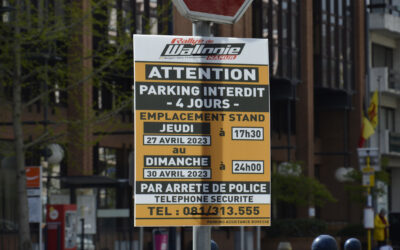 Rallye de
Wallonie
NAMUR
ATTENTION
PARKING INTERDIT
- 4 JOURS -
EMPLACEMENT STAND
JEUDI à 17h30
27 AVRIL 2023
au
DIMANCHE à 24h00
30 AVRIL 2023
PAR ARRETE DE POLICE
TELEPHONE SECURITE
TEL : 081/313.555